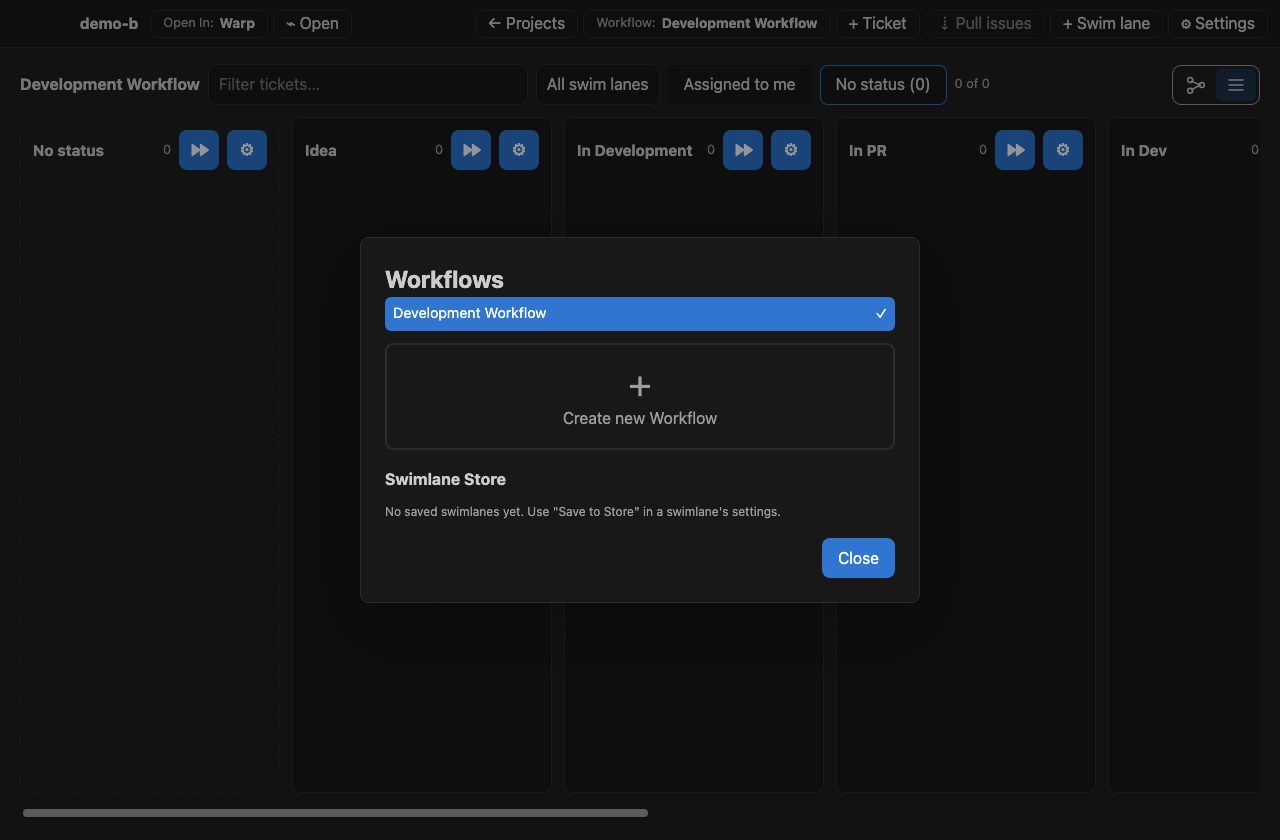 demo-b
Open In: Warp
Open
← Projects
Workflow: Development Workflow
+ Ticket
Pull issues
+ Swim lane
Settings
Development Workflow
Filter tickets...
All swim lanes
Assigned to me
No status (0)
0 of 0
No status 0
Idea 0
In Development 0
In PR 0
In Dev 0
Workflows
Development Workflow ✓
+
Create new Workflow
Swimlane Store
No saved swimlanes yet. Use "Save to Store" in a swimlane's settings.
Close